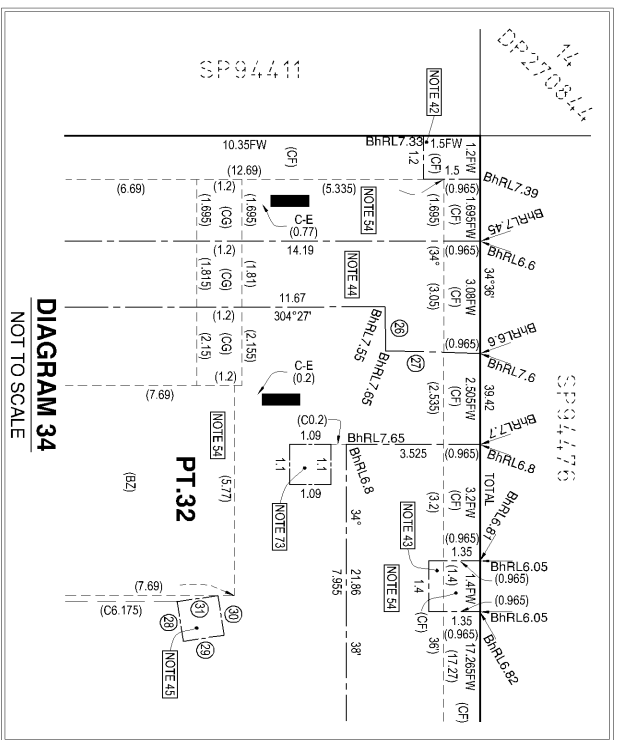 14
DP270844
SP94411
SP94476
NOTE 42
10.35FW
(CF)
(12.69)
BhRL7.33
1.2
1.5FW
(CF)
1.2FW
1.5
BhRL7.39
(6.69)
(1.2)
(1.695)
(CG)
(1.695)
C-E
(0.77)
(5.335)
NOTE 54
(1.695)
(CF)
(0.965)
1.695FW
BhRL7.45
BhRL6.6
(1.2)
14.19
(34°
(0.965)
34°36'
(1.815)
(CG)
(1.81)
NOTE 44
(3.05)
(CF)
3.08FW
(1.2)
11.67
304°27'
BhRL7.55
26
27
BhRL7.65
(2.15)
(CG)
(2.155)
(0.965)
BhRL6.6
BhRL7.6
(1.2)
(7.69)
C-E
(0.2)
(2.535)
(CF)
2.505FW
39.42
NOTE 54
(5.77)
PT.32
(BZ)
(C0.2)
1.09
1.1
1.1
1.09
NOTE 73
BhRL7.65
BhRL6.8
3.525
(0.965)
BhRL7.7
BhRL6.8
TOTAL
34°
21.86
7.955
38'
(3.2)
(CF)
3.2FW
(0.965)
BhRL6.81
1.35
BhRL6.05
(0.965)
NOTE 43
NOTE 54
1.4
(1.4)
1.4FW
(CF)
(0.965)
BhRL6.05
1.35
(0.965)
BhRL6.82
36')
(17.27)
17.265FW
(CF)
(7.69)
(C6.175)
28
31
30
29
NOTE 45
DIAGRAM 34
NOT TO SCALE